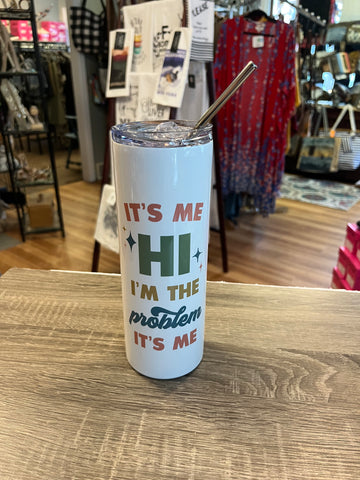 IT'S ME
HI
I'M THE
problem
IT'S ME